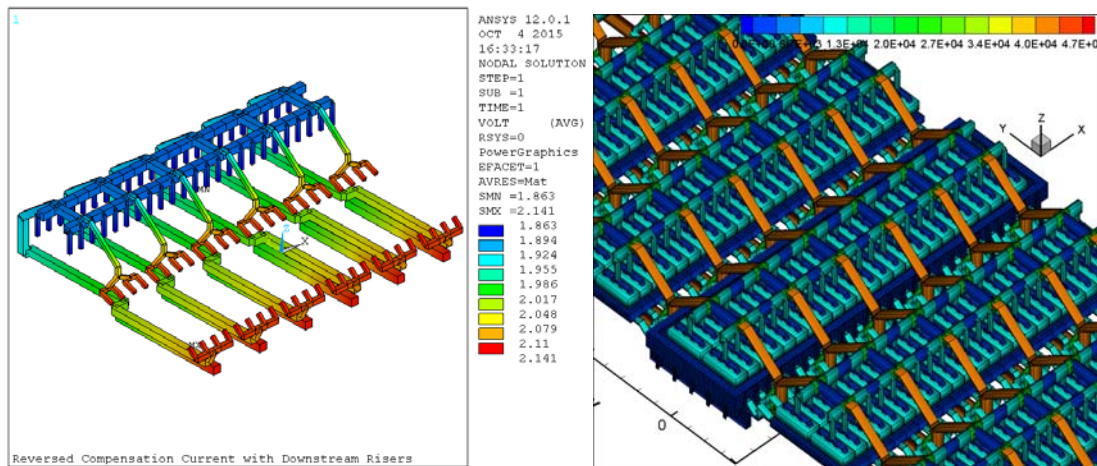 1
ANSYS 12.0.1
OCT 4 2015
16:33:17
NODAL SOLUTION
STEP=1
SUB =1
TIME=1
VOLT (AVG)
RSYS=0
PowerGraphics
EFACET=1
AVRES=Mat
SMN =1.863
SMX =2.141
1.863
1.894
1.924
1.955
1.986
2.017
2.048
2.079
2.11
2.141
MN
Z
X
MX
Reversed Compensation Current with Downstream Risers
1.3E+04 2.0E+04 2.7E+04 3.4E+04 4.0E+04
Z
Y
X
0